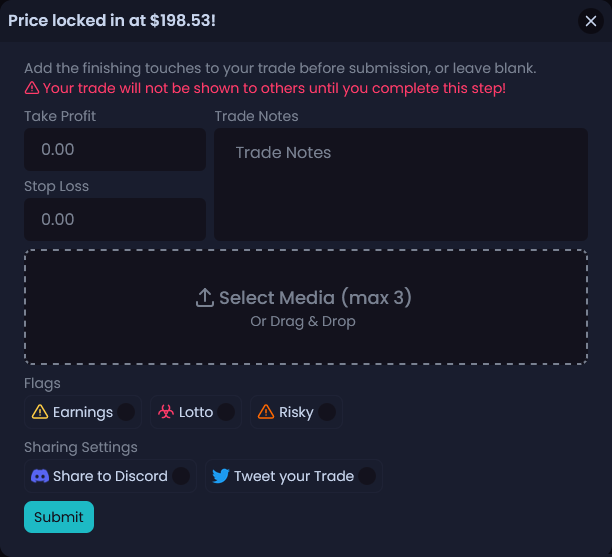 Price locked in at $198.53!
Add the finishing touches to your trade before submission, or leave blank.
Your trade will not be shown to others until you complete this step!
Take Profit
0.00
Trade Notes
Trade Notes
Stop Loss
0.00
Select Media (max 3)
Or Drag & Drop
Flags
Earnings Lotto Risky
Sharing Settings
Share to Discord Tweet your Trade
Submit